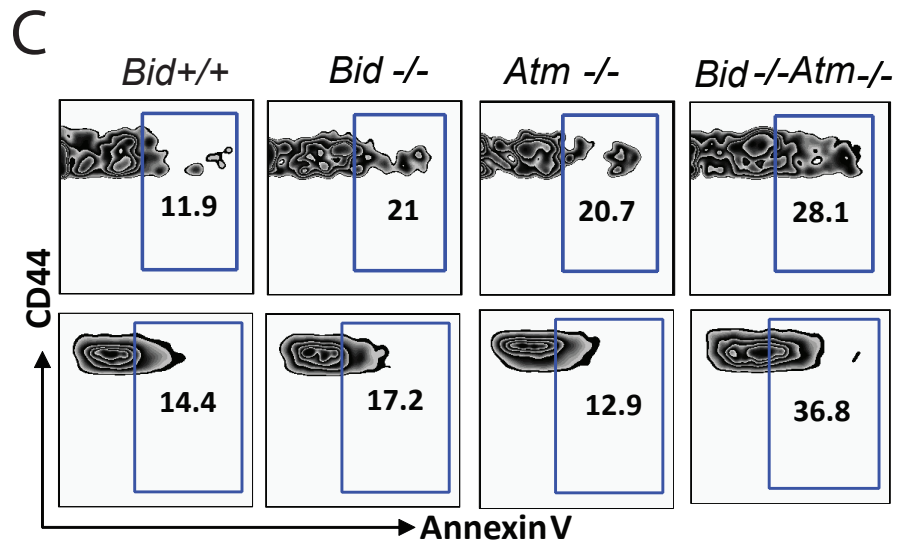 C
Bid+/+ Bid -/- Atm -/- Bid-/-Atm-/-
11.9 21 20.7 28.1
CD44
14.4 17.2 12.9 36.8
Annexin V